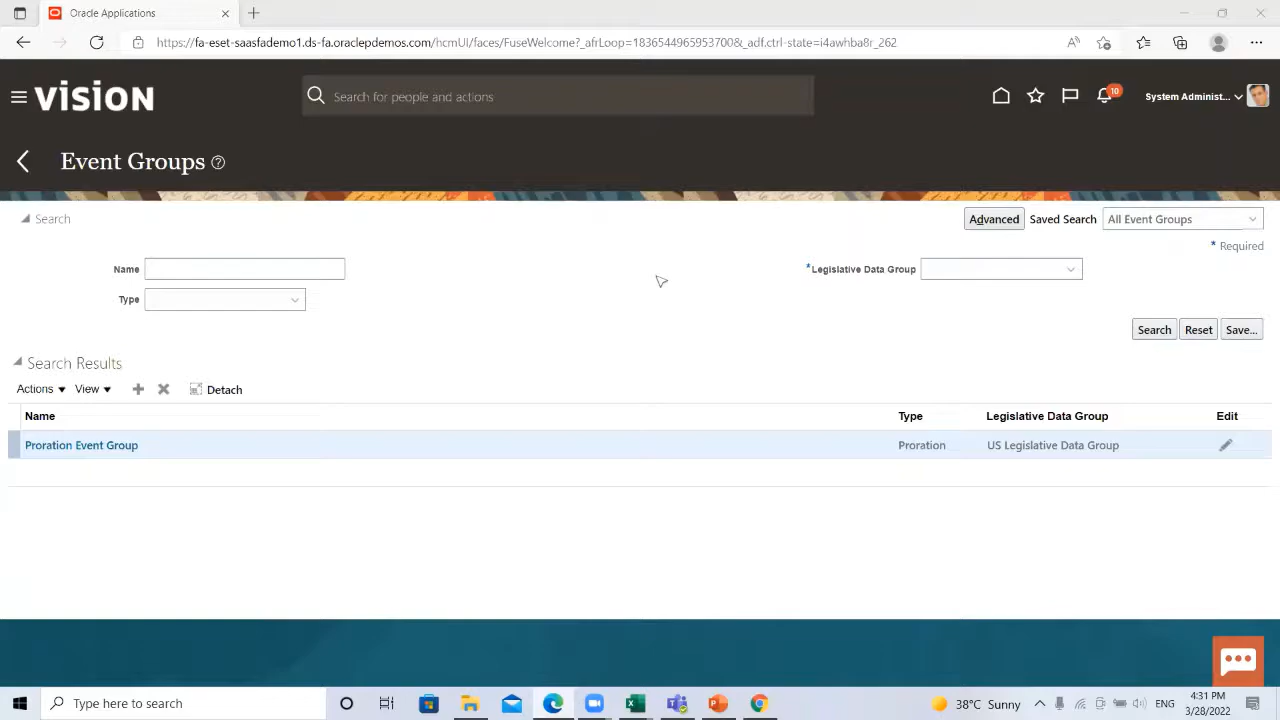 Oracle Applications
https://fa-eset-saasfademo1.ds-fa.oraclepdemos.com/hcmUI/faces/FuseWelcome?_afrLoop=1836544965953700&_adf.ctrl-state=i4awhba8r_262
VISION
Search for people and actions
10
System Administ...
Event Groups
Search
Advanced Saved Search All Event Groups
* Required
Name
*Legislative Data Group
Type
Search Reset Save...
Search Results
Actions View Detach
Name Type Legislative Data Group Edit
Proration Event Group Proration US Legislative Data Group
Type here to search
38°C Sunny
ENG
4:31 PM
3/28/2022